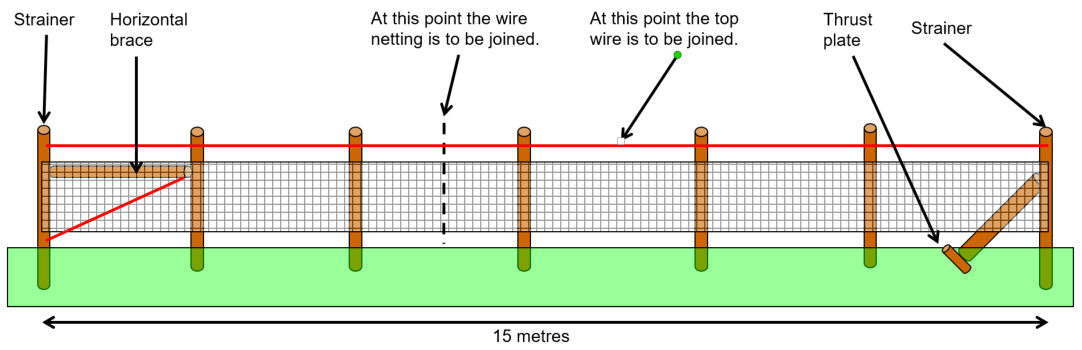 Strainer
Horizontal
brace
At this point the wire
netting is to be joined.
At this point the top
wire is to be joined.
Thrust
plate
Strainer
15 metres